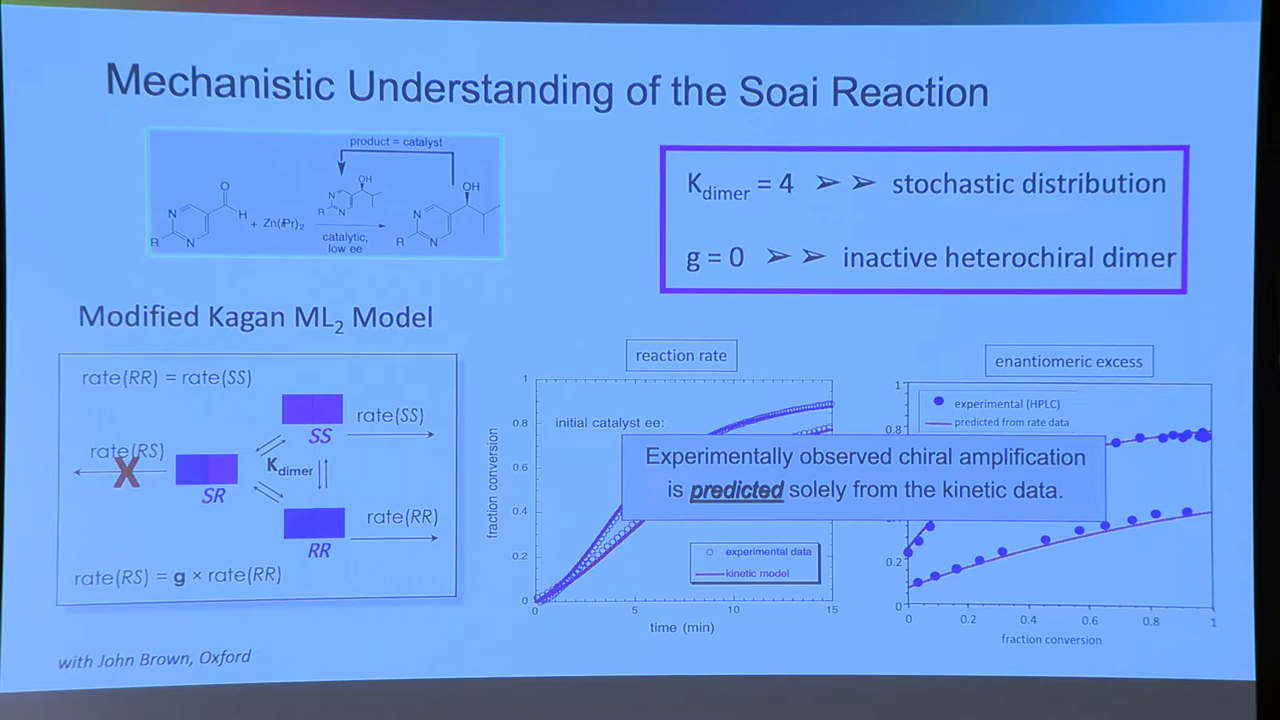 Mechanistic Understanding of the Soai Reaction
product = catalyst
OH
O
OH
N
H
N
N
+ Zn(iPr)2
R
N
N
R
N
catalytic,
R
N
low ee
Kdimer = 4 ➢ ➢ stochastic distribution
g = 0 ➢ ➢ inactive heterochiral dimer
Modified Kagan ML2 Model
rate(RR) = rate(SS)
rate(SS)
SS
rate(RS)
X
Kdimer
SR
rate(RR)
RR
rate(RS) = g × rate(RR)
reaction rate
1
0.8
0.6
0.4
0.2
0
fraction conversion
initial catalyst ee:
experimental data
kinetic model
0
5
10
15
time (min)
enantiomeric excess
1
0.8
0.2
0
experimental (HPLC)
predicted from rate data
0
0.2
0.4
0.6
0.8
1
fraction conversion
Experimentally observed chiral amplification
is predicted solely from the kinetic data.
with John Brown, Oxford